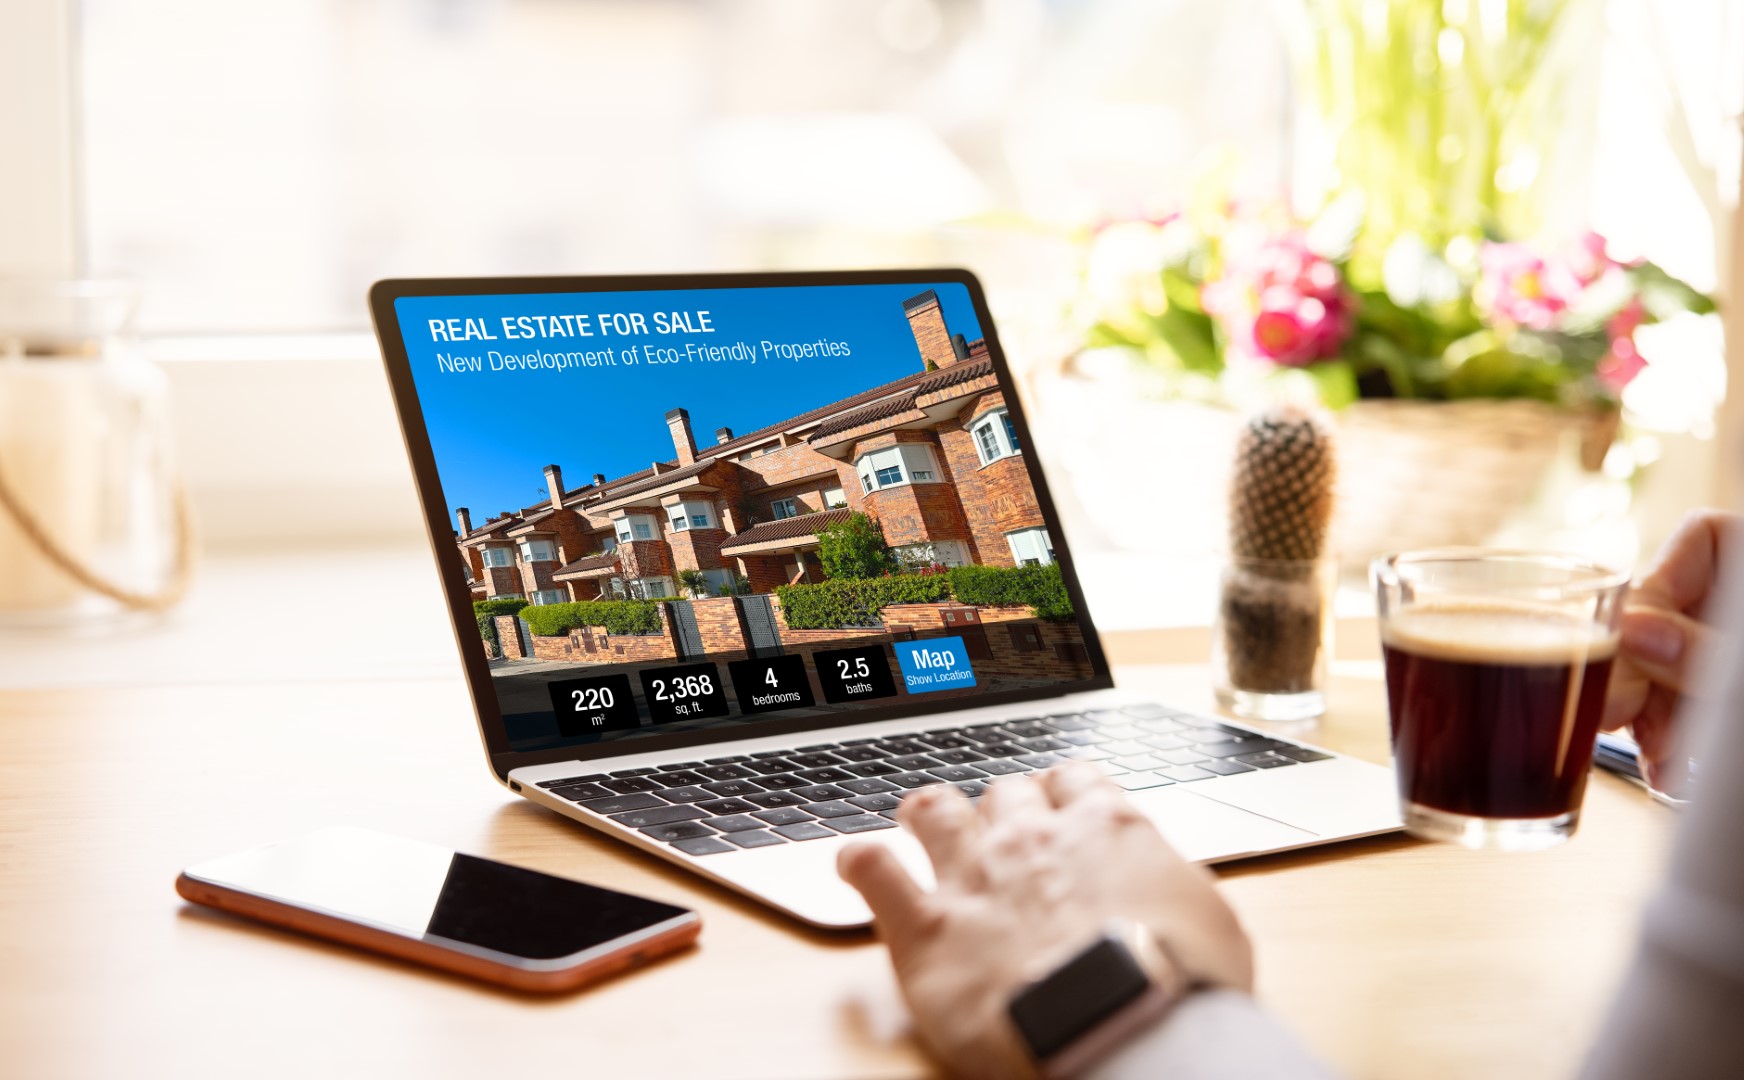 REAL ESTATE FOR SALE
New Development of Eco-Friendly Properties
220
m²
2,368
sq. ft.
4
bedrooms
2.5
baths
Map
Show Location